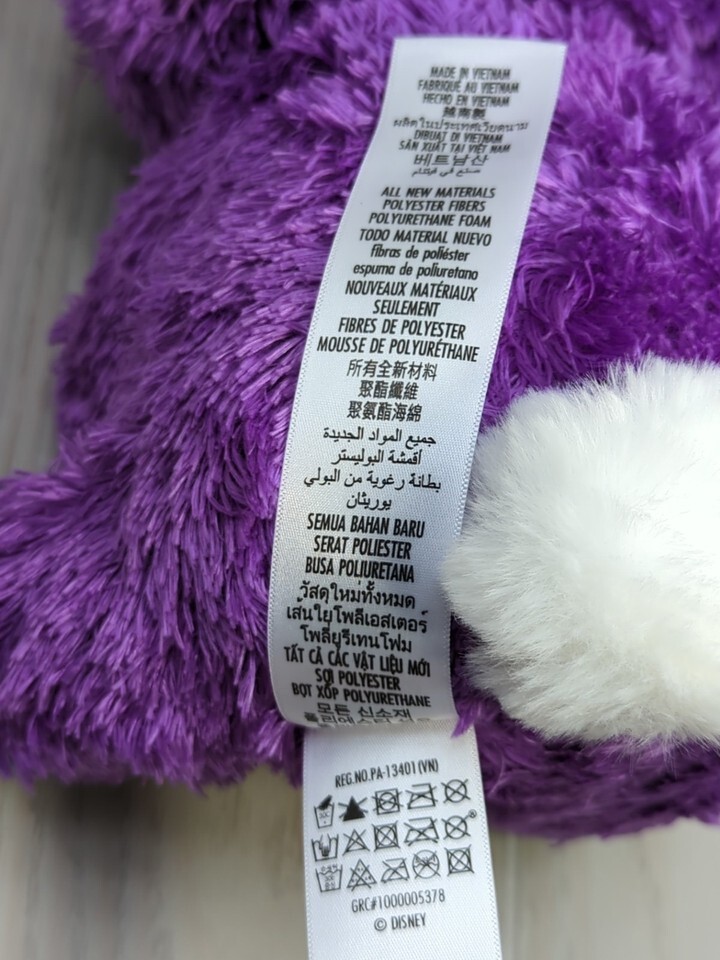 MADE IN VIETNAM
FABRIQUÉ AU VIETNAM
HECHO EN VIETNAM
越南製
ผลิตในประเทศเวียดนาม
DIBUAT DI VIETNAM
SẢN XUẤT TẠI VIỆT NAM
베트남산
صنع في فيتنام
ALL NEW MATERIALS
POLYESTER FIBERS
POLYURETHANE FOAM
TODO MATERIAL NUEVO
fibras de poliéster
espuma de poliuretano
NOUVEAUX MATÉRIAUX
SEULEMENT
FIBRES DE POLYESTER
MOUSSE DE POLYURÉTHANE
所有全新材料
聚酯纖維
聚氨酯海綿
جميع المواد الجديدة
أقمشة البوليستر
بطانة رغوية من البولي
يوريثان
SEMUA BAHAN BARU
SERAT POLIESTER
BUSA POLIURETANA
วัสดุใหม่ทั้งหมด
เส้นใยโพลีเอสเตอร์
โพลียูรีเทนโฟม
TẤT CẢ CÁC VẬT LIỆU MỚI
SỢI POLYESTER
BỌT XỐP POLYURETHANE
모든 신소재
REG.NO.PA-13401(VN)
GRC#1000005378
© DISNEY